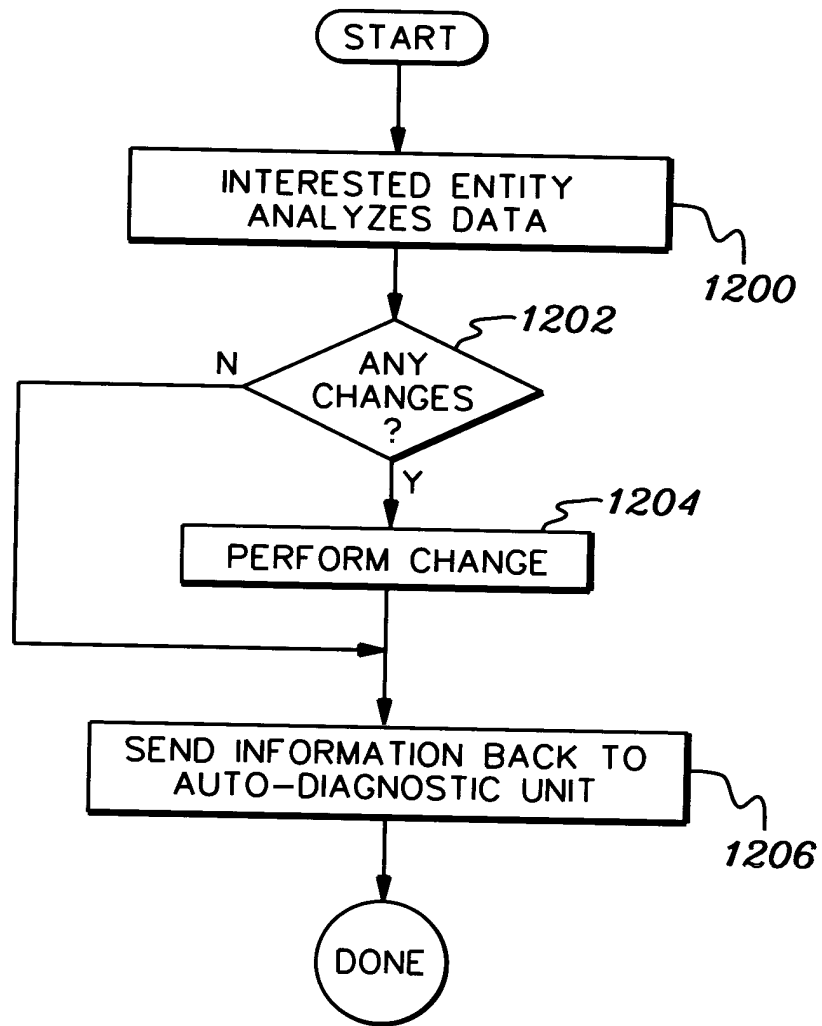 START
INTERESTED ENTITY
ANALYZES DATA
1200
1202
N
ANY
CHANGES
?
Y
1204
PERFORM CHANGE
SEND INFORMATION BACK TO
AUTO-DIAGNOSTIC UNIT
1206
DONE